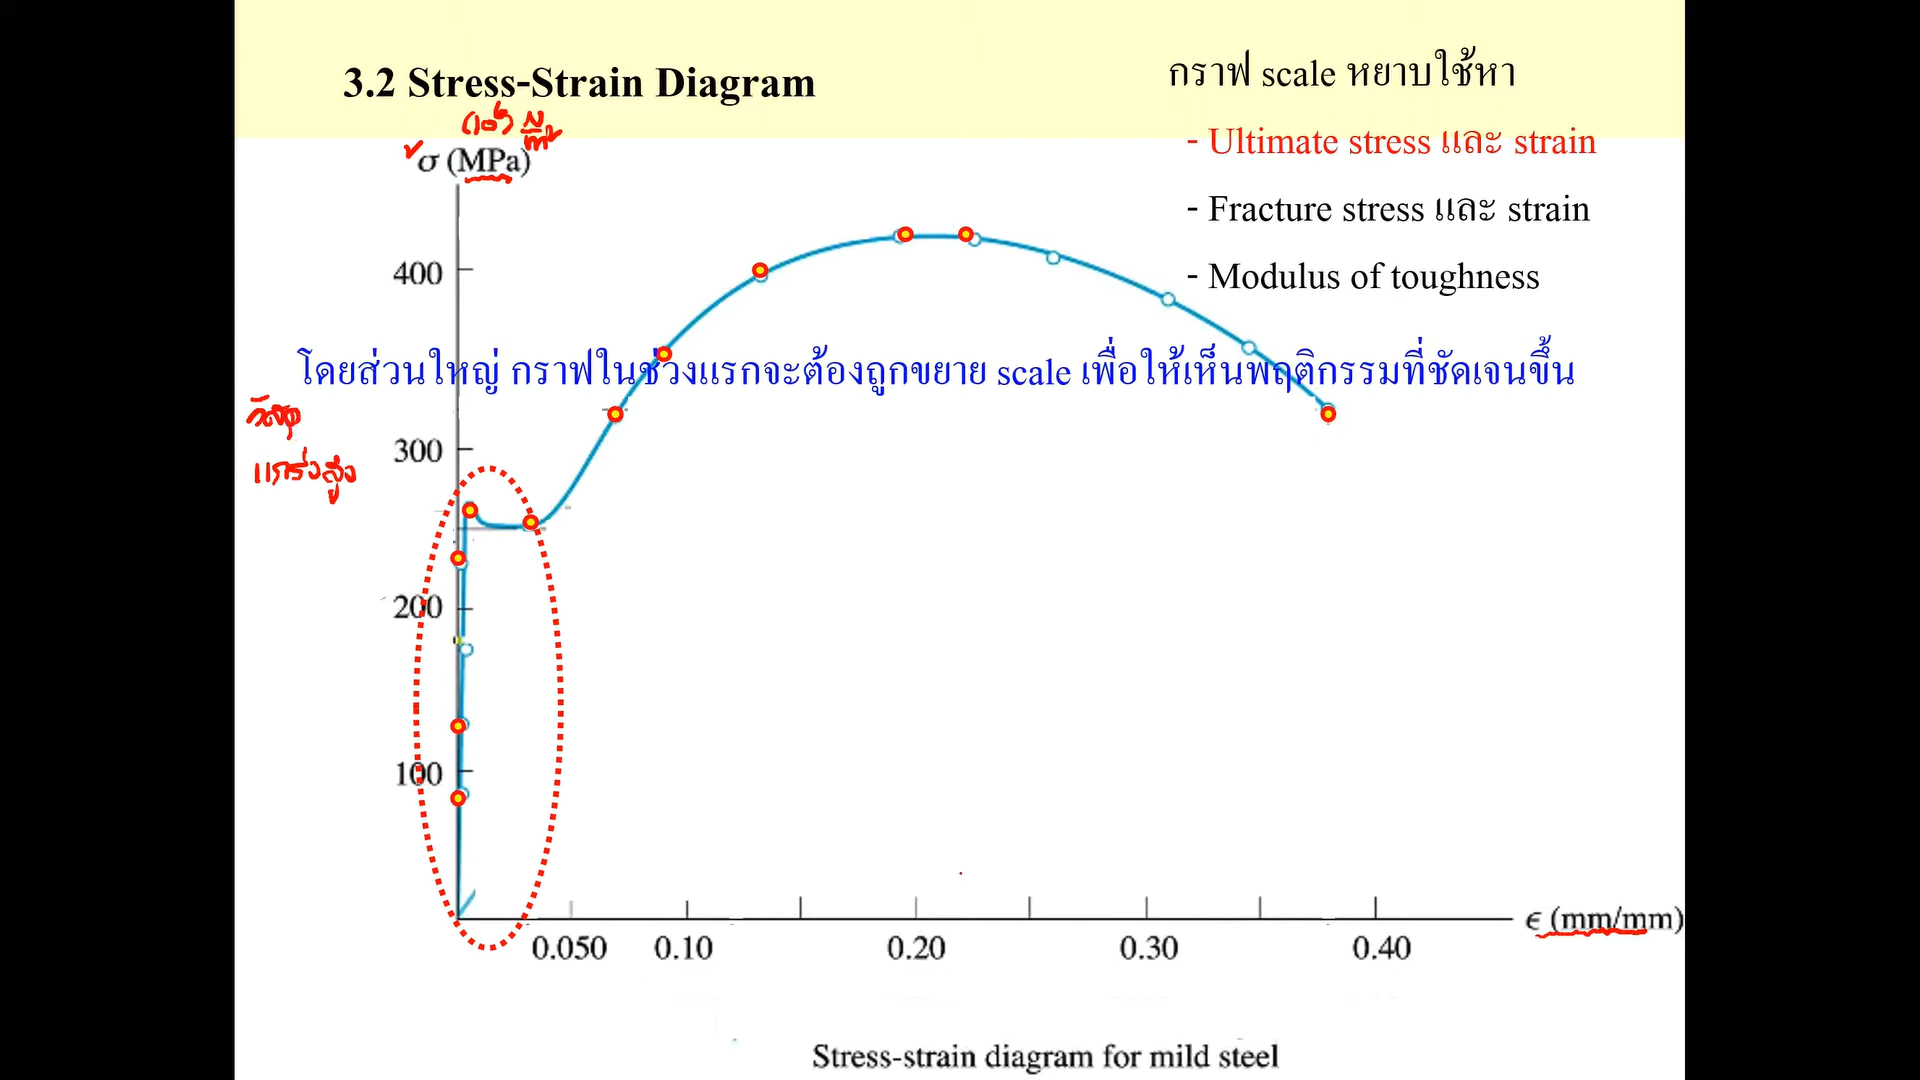 3.2 Stress-Strain Diagram
กราฟ scale หยาบใช้หา
- Ultimate stress และ strain
- Fracture stress และ strain
- Modulus of toughness
(10⁶) N/m²
σ (MPa)
400
โดยส่วนใหญ่ กราฟในช่วงแรกจะต้องถูกขยาย scale เพื่อให้เห็นพฤติกรรมที่ชัดเจนขึ้น
วัสดุ
แกร่งสูง
300
200
100
ϵ (mm/mm)
0.050 0.10 0.20 0.30 0.40
Stress-strain diagram for mild steel